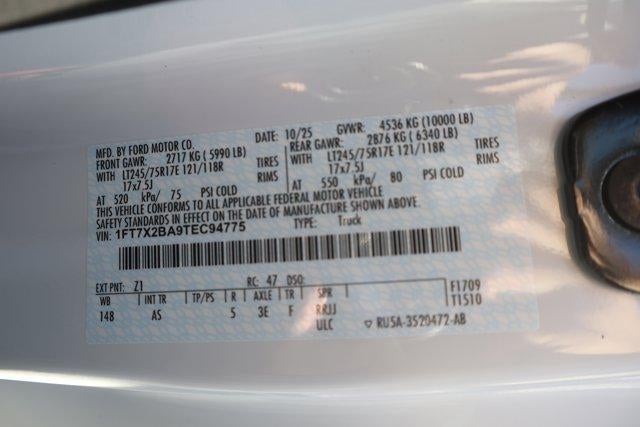 MFD. BY FORD MOTOR CO.
DATE: 10/25 GVWR: 4536 KG (10000 LB)
FRONT GAWR: 2717 KG ( 5990 LB)
REAR GAWR: 2876 KG ( 6340 LB)
WITH LT245/75R17E 121/118R TIRES
WITH LT245/75R17E 121/118R TIRES
17x7.5J RIMS
17x7.5J RIMS
AT 520 kPa/ 75 PSI COLD
AT 550 kPa/ 80 PSI COLD
THIS VEHICLE CONFORMS TO ALL APPLICABLE FEDERAL MOTOR VEHICLE
SAFETY STANDARDS IN EFFECT ON THE DATE OF MANUFACTURE SHOWN ABOVE.
VIN: 1FT7X2BA9TEC94775 TYPE: Truck
EXT PNT: Z1 RC: 47 DSO: F1709
WB INT TR TP/PS R AXLE TR SPR T1510
148 AS 5 3E F RRJJ
ULC ▽ RU5A-3520472-AB